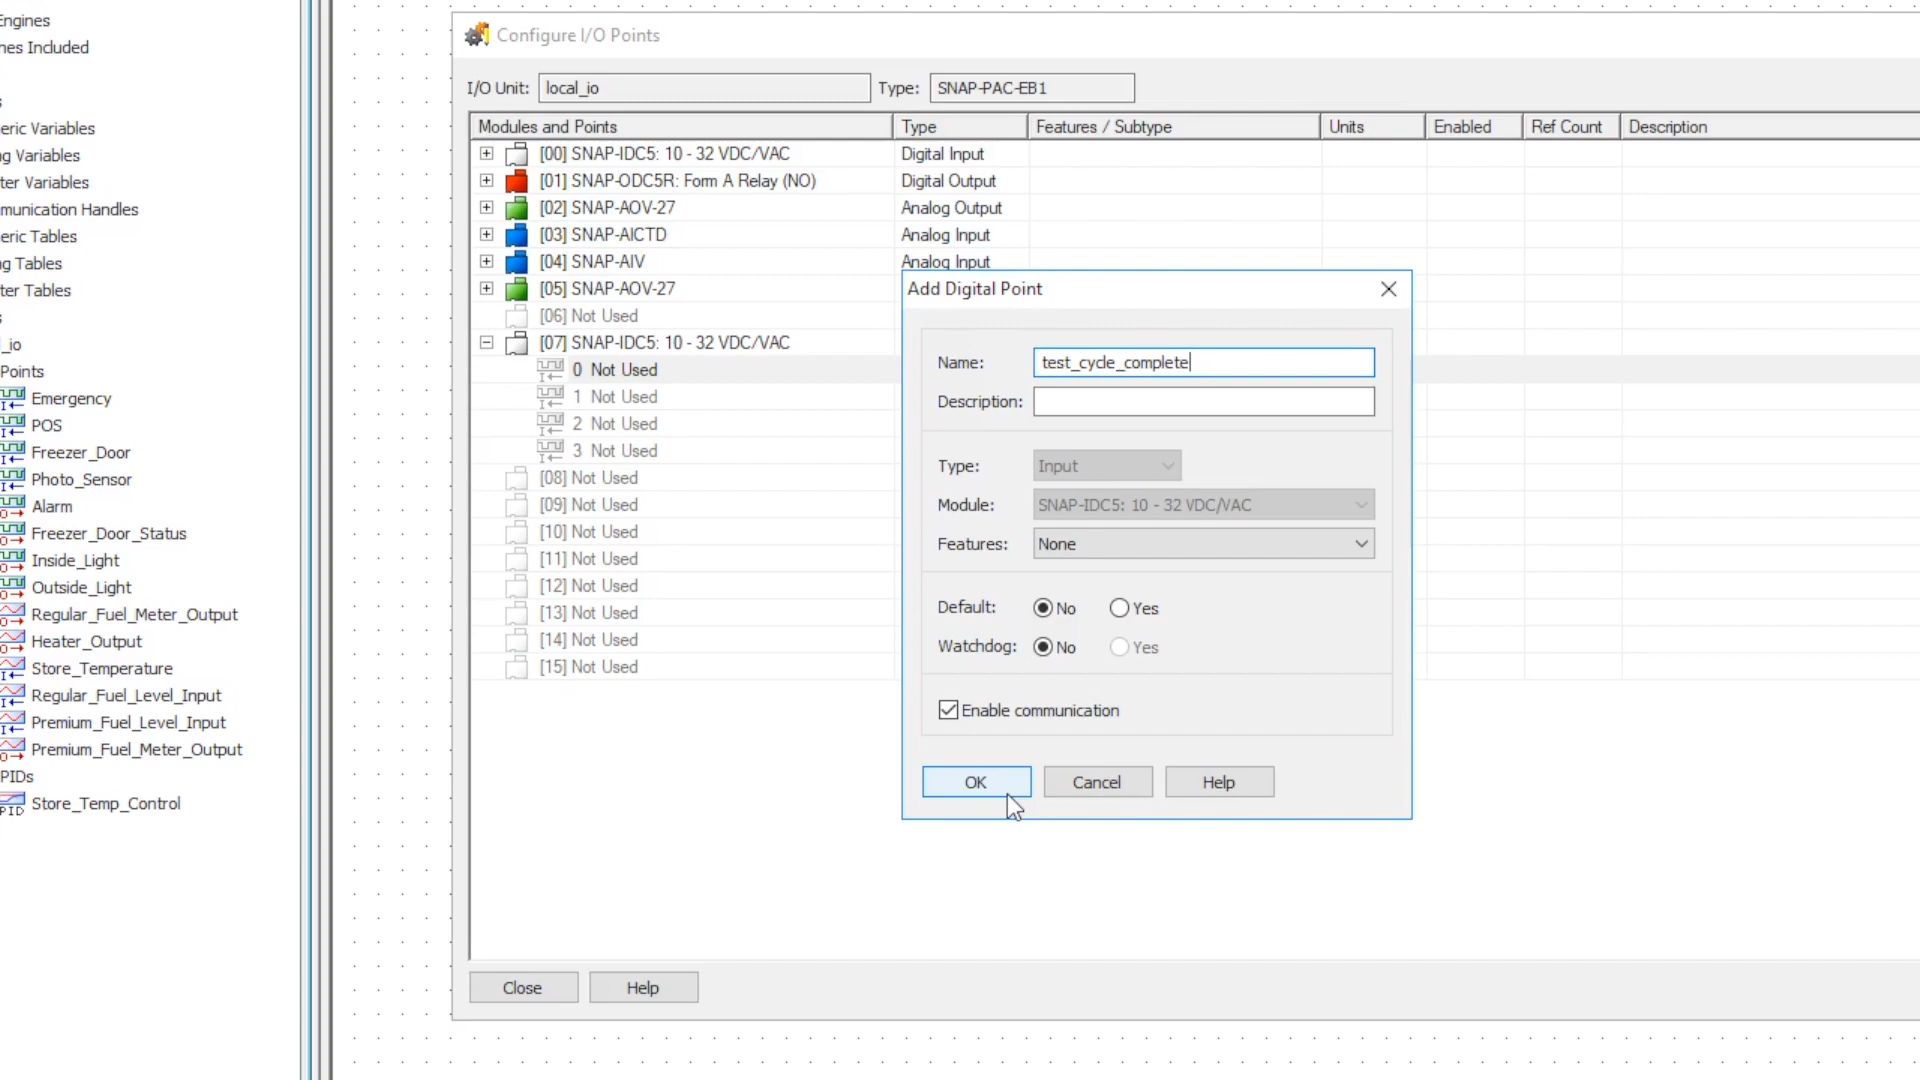 Engines
nes Included
s
eric Variables
ng Variables
ter Variables
munication Handles
eric Tables
ng Tables
ter Tables
s
_io
Points
Emergency
POS
Freezer_Door
Photo_Sensor
Alarm
Freezer_Door_Status
Inside_Light
Outside_Light
Regular_Fuel_Meter_Output
Heater_Output
Store_Temperature
Regular_Fuel_Level_Input
Premium_Fuel_Level_Input
Premium_Fuel_Meter_Output
PIDs
PID Store_Temp_Control
Configure I/O Points
I/O Unit: local_io Type: SNAP-PAC-EB1
Modules and Points Type Features / Subtype Units Enabled Ref Count Description
[00] SNAP-IDC5: 10 - 32 VDC/VAC Digital Input
[01] SNAP-ODC5R: Form A Relay (NO) Digital Output
[02] SNAP-AOV-27 Analog Output
[03] SNAP-AICTD Analog Input
[04] SNAP-AIV Analog Input
[05] SNAP-AOV-27
[06] Not Used
[07] SNAP-IDC5: 10 - 32 VDC/VAC
0 Not Used
1 Not Used
2 Not Used
3 Not Used
[08] Not Used
[09] Not Used
[10] Not Used
[11] Not Used
[12] Not Used
[13] Not Used
[14] Not Used
[15] Not Used
Close Help
Add Digital Point
Name: test_cycle_complete
Description:
Type: Input
Module: SNAP-IDC5: 10 - 32 VDC/VAC
Features: None
Default: No Yes
Watchdog: No Yes
Enable communication
OK Cancel Help